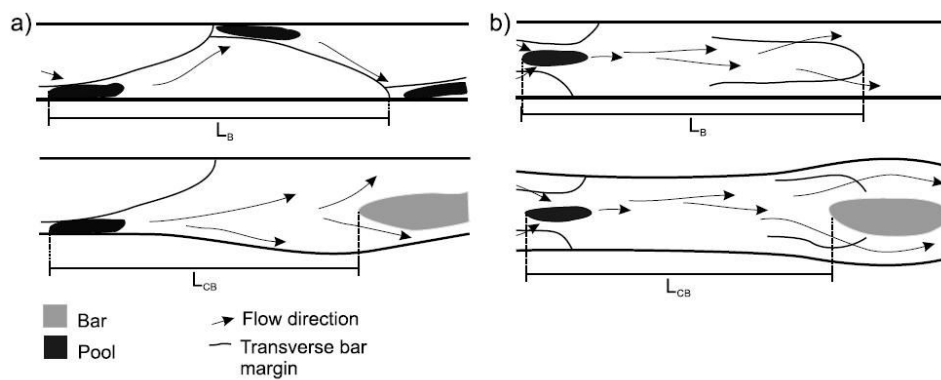 a)
b)
L_B
L_B
L_CB
L_CB
Bar
Pool
Flow direction
Transverse bar
margin